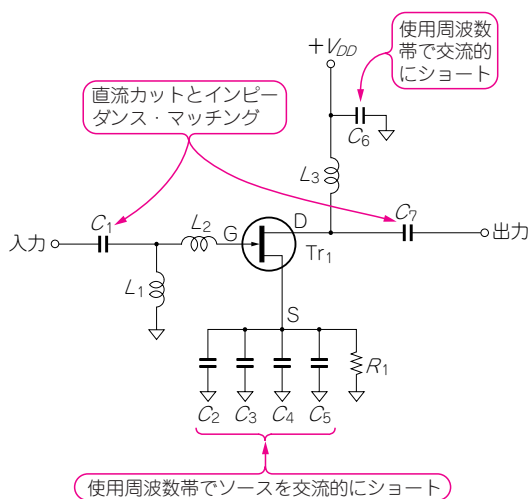 使用周波数
帯で交流的
にショート
+V_DD
直流カットとインピー
ダンス・マッチング
C6
L3
C1
L2
G
D
C7
入力
Tr1
出力
L1
S
R1
C2
C3
C4
C5
使用周波数帯でソースを交流的にショート